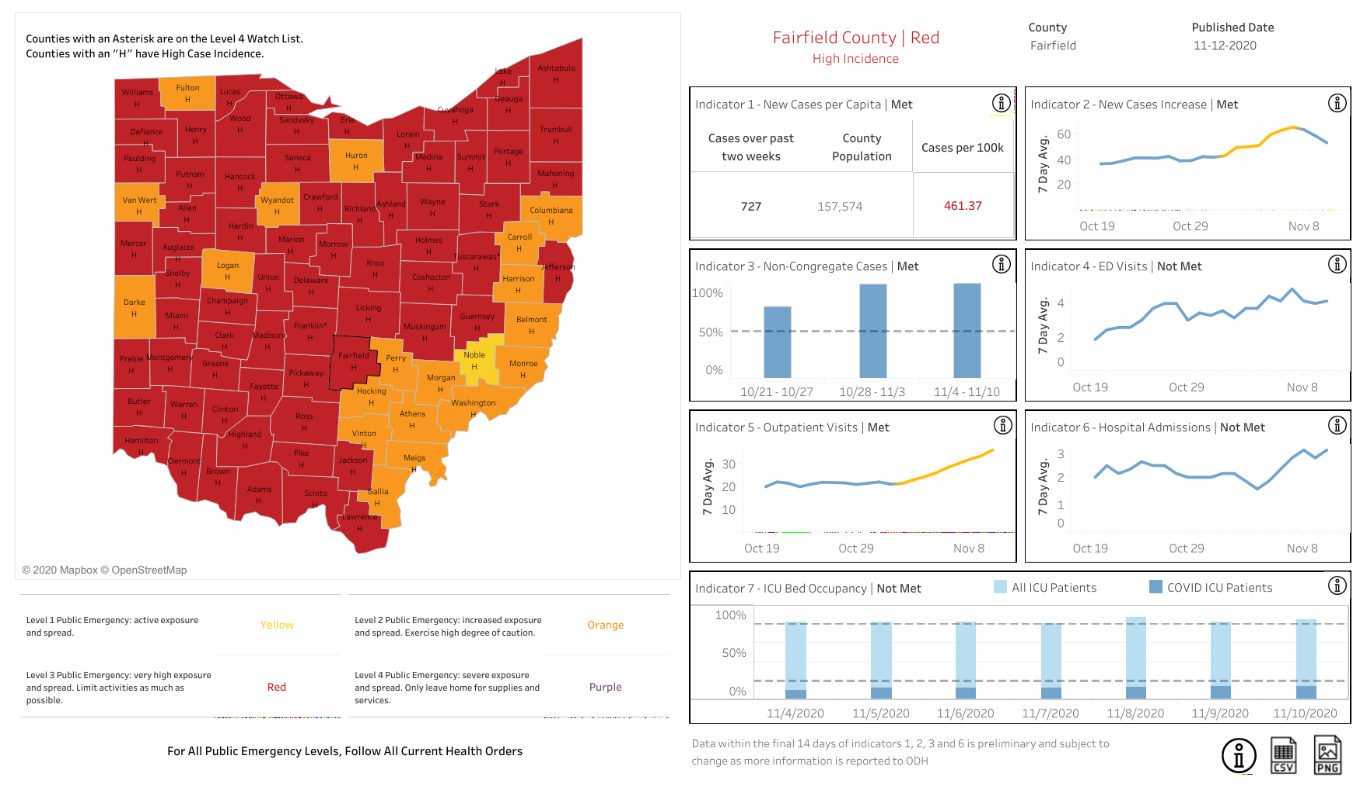 Counties with an Asterisk are on the Level 4 Watch List.
Counties with an "H" have High Case Incidence.
Williams
H
Fulton
H
Lucas
H
Ottawa
H
Lake
H
Ashtabula
H
Geauga
H
Cuyahoga
H
Defiance
H
Henry
H
Wood
H
Sandusky
H
Erie
H
Lorain
H
Trumbull
H
Paulding
H
Seneca
H
Huron
H
Medina
H
Summit
H
Portage
H
Mahoning
H
Putnam
H
Hancock
H
Van Wert
H
Allen
H
Wyandot
H
Crawford
H
Richland
H
Ashland
H
Wayne
H
Stark
H
Columbiana
H
Hardin
H
Mercer
H
Auglaize
H
Marion
H
Morrow
H
Holmes
H
Carroll
H
Tuscarawas*
H
Jefferson
H
Shelby
H
Logan
H
Union
H
Delaware
H
Knox
H
Coshocton
H
Harrison
H
Darke
H
Miami
H
Champaign
H
Licking
H
Guernsey
H
Belmont
H
Clark
H
Madison
H
Franklin*
H
Muskingum
H
Preble
H
Montgomery
H
Greene
H
Fairfield
H
Perry
H
Noble
H
Monroe
H
Pickaway
H
Fayette
H
Morgan
H
Hocking
H
Washington
H
Butler
H
Warren
H
Clinton
H
Ross
H
Athens
H
Hamilton
H
Highland
H
Vinton
H
Clermont
H
Brown
H
Pike
H
Jackson
H
Meigs
H
Adams
H
Scioto
H
Gallia
H
Lawrence
H
© 2020 Mapbox © OpenStreetMap
Level 1 Public Emergency: active exposure
and spread.
Yellow
Level 2 Public Emergency: increased exposure
and spread. Exercise high degree of caution.
Orange
Level 3 Public Emergency: very high exposure
and spread. Limit activities as much as
possible.
Red
Level 4 Public Emergency: severe exposure
and spread. Only leave home for supplies and
services.
Purple
For All Public Emergency Levels, Follow All Current Health Orders
Fairfield County | Red
High Incidence
County
Fairfield
Published Date
11-12-2020
Indicator 1 - New Cases per Capita | Met
Cases over past
two weeks
County
Population
Cases per 100k
727
157,574
461.37
Indicator 2 - New Cases Increase | Met
7 Day Avg.
60
40
20
Oct 19
Oct 29
Nov 8
Indicator 3 - Non-Congregate Cases | Met
100%
50%
0%
10/21 - 10/27
10/28 - 11/3
11/4 - 11/10
Indicator 4 - ED Visits | Not Met
7 Day Avg.
4
2
0
Oct 19
Oct 29
Nov 8
Indicator 5 - Outpatient Visits | Met
7 Day Avg.
30
20
10
Oct 19
Oct 29
Nov 8
Indicator 6 - Hospital Admissions | Not Met
7 Day Avg.
3
2
1
0
Oct 19
Oct 29
Nov 8
Indicator 7 - ICU Bed Occupancy | Not Met
All ICU Patients
COVID ICU Patients
100%
50%
0%
11/4/2020
11/5/2020
11/6/2020
11/7/2020
11/8/2020
11/9/2020
11/10/2020
Data within the final 14 days of indicators 1, 2, 3 and 6 is preliminary and subject to
change as more information is reported to ODH
CSV
PNG